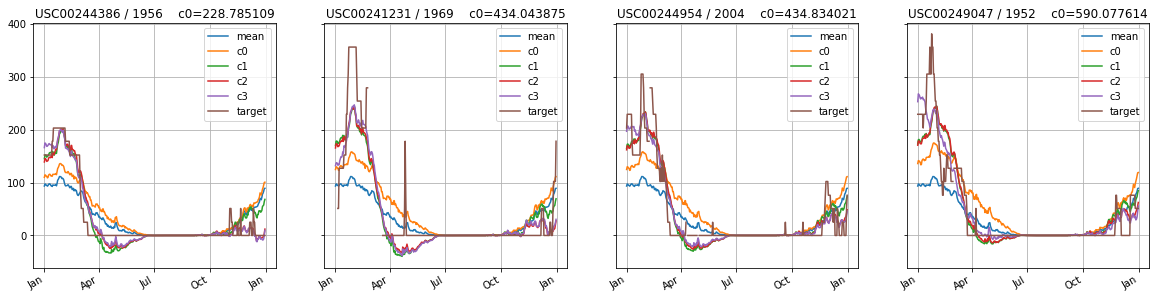 USC00244386 / 1956 c0=228.785109
USC00241231 / 1969 c0=434.043875
USC00244954 / 2004 c0=434.834021
USC00249047 / 1952 c0=590.077614
400
300
200
100
0
mean
c0
c1
c2
c3
target
mean
c0
c1
c2
c3
target
mean
c0
c1
c2
c3
target
mean
c0
c1
c2
c3
target
Jan Apr Jul Oct Jan
Jan Apr Jul Oct Jan
Jan Apr Jul Oct Jan
Jan Apr Jul Oct Jan